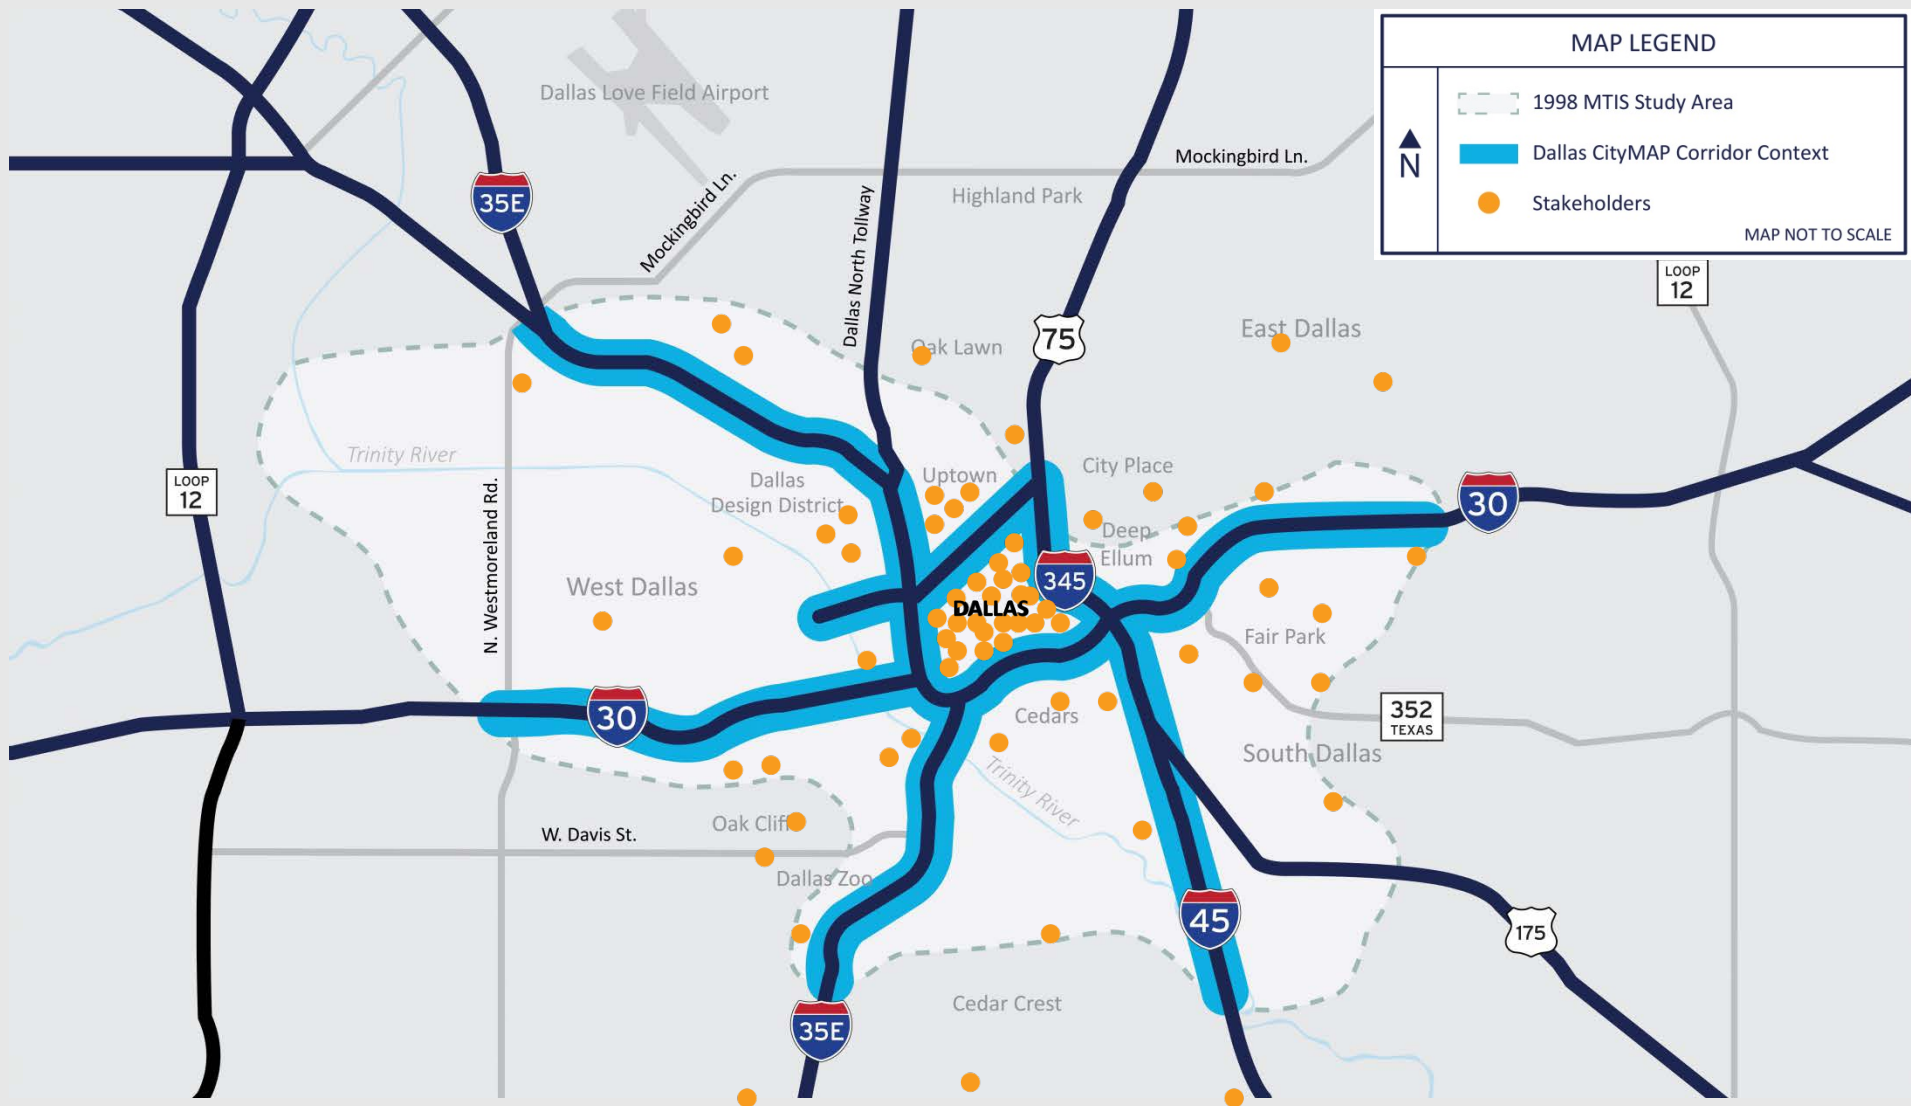 MAP LEGEND
N
1998 MTIS Study Area
Dallas CityMAP Corridor Context
Stakeholders
MAP NOT TO SCALE
Dallas Love Field Airport
Mockingbird Ln.
Mockingbird Ln.
Highland Park
35E
Dallas North Tollway
LOOP
12
75
East Dallas
Oak Lawn
Trinity River
City Place
Uptown
Dallas
Design District
LOOP
12
30
Deep
Ellum
345
N. Westmoreland Rd.
West Dallas
DALLAS
Fair Park
30
Cedars
352
TEXAS
South Dallas
Trinity River
Oak Cliff
W. Davis St.
Dallas Zoo
45
175
Cedar Crest
35E